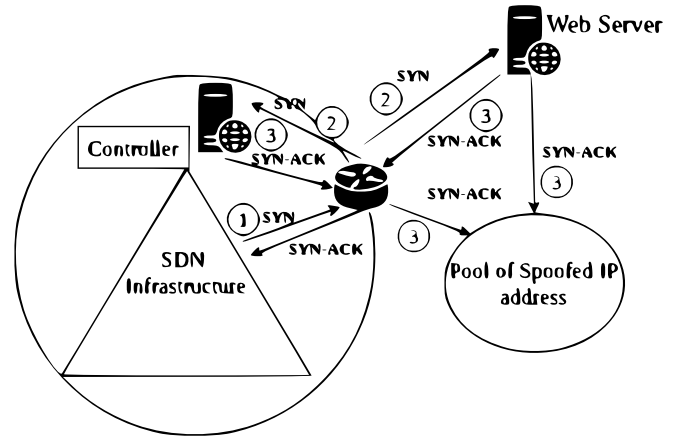 Web Server
SYN
2
SYN
2
3
3
SYN-ACK
Controller
SYN-ACK
SYN-ACK
3
SYN-ACK
1
SYN
3
SYN-ACK
SDN
Infrastructure
Pool of Spoofed IP
address